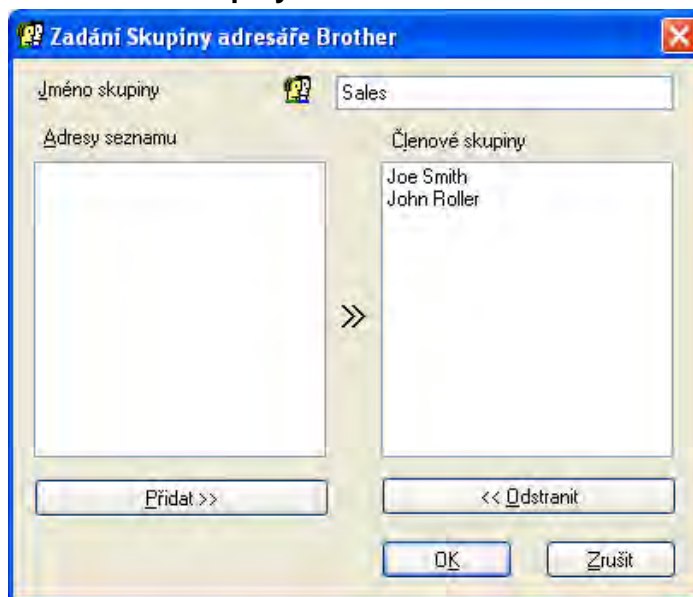 Zadání Skupiny adresáře Brother
Jméno skupiny
Sales
Adresy seznamu
Členové skupiny
Joe Smith
John Roller
Přidat >>
<< Odstranit
OK
Zrušit